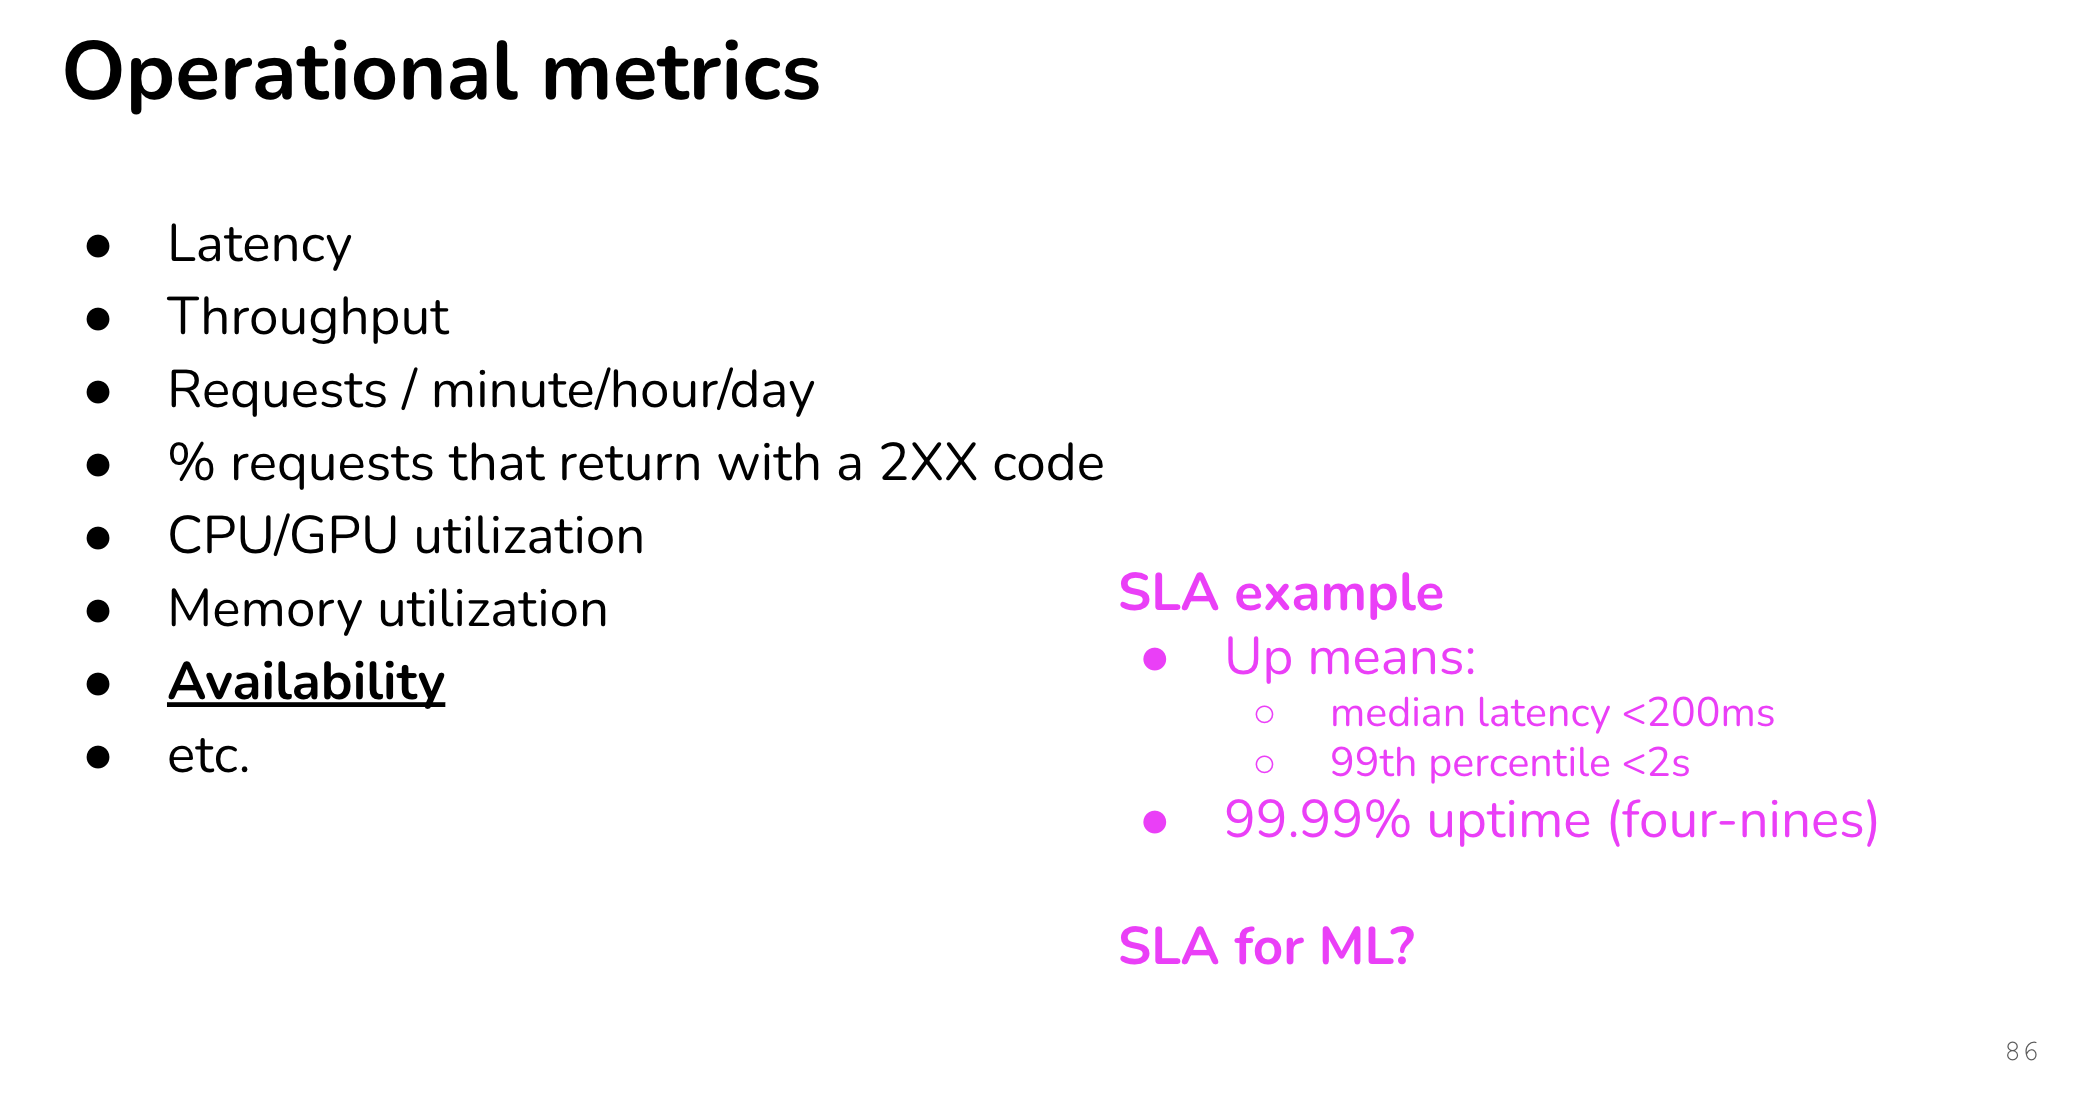 Operational metrics
● Latency
● Throughput
● Requests / minute/hour/day
● % requests that return with a 2XX code
● CPU/GPU utilization
● Memory utilization
● Availability
● etc.
SLA example
● Up means:
○ median latency <200ms
○ 99th percentile <2s
● 99.99% uptime (four-nines)
SLA for ML?
86